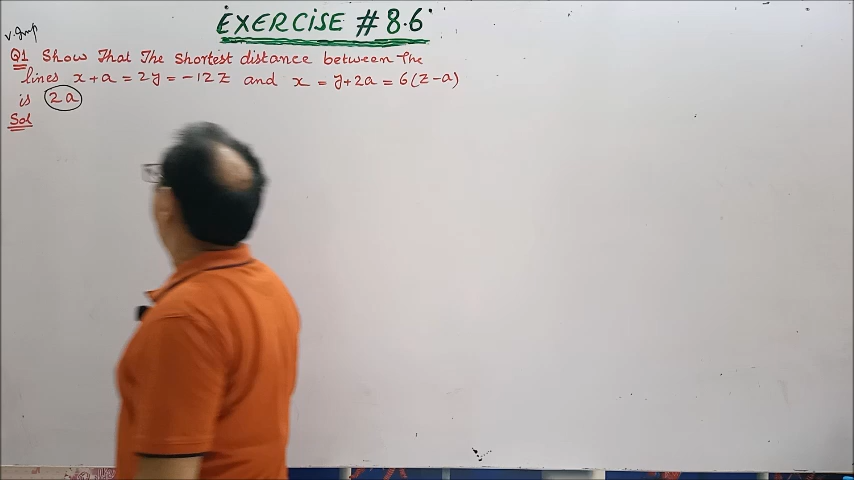 EXERCISE # 8.6
V. Imp
Q1 Show That The Shortest distance between The
lines x + a = 2y = -12z and x = y+2a = 6(z-a)
is 2a
Sol